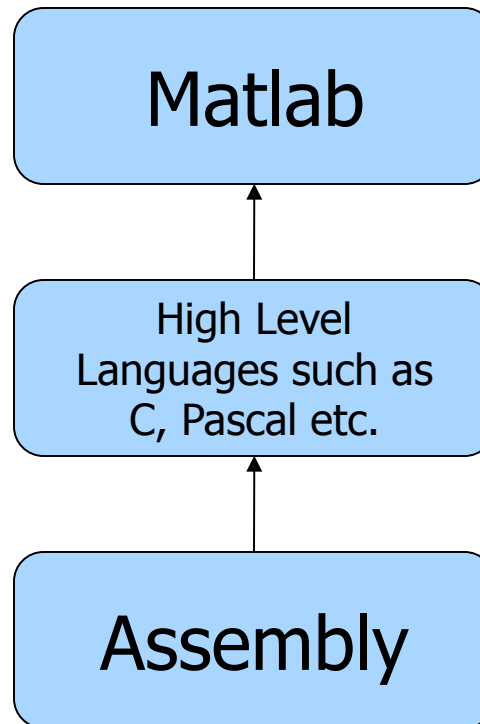 Matlab
High Level
Languages such as
C, Pascal etc.
Assembly